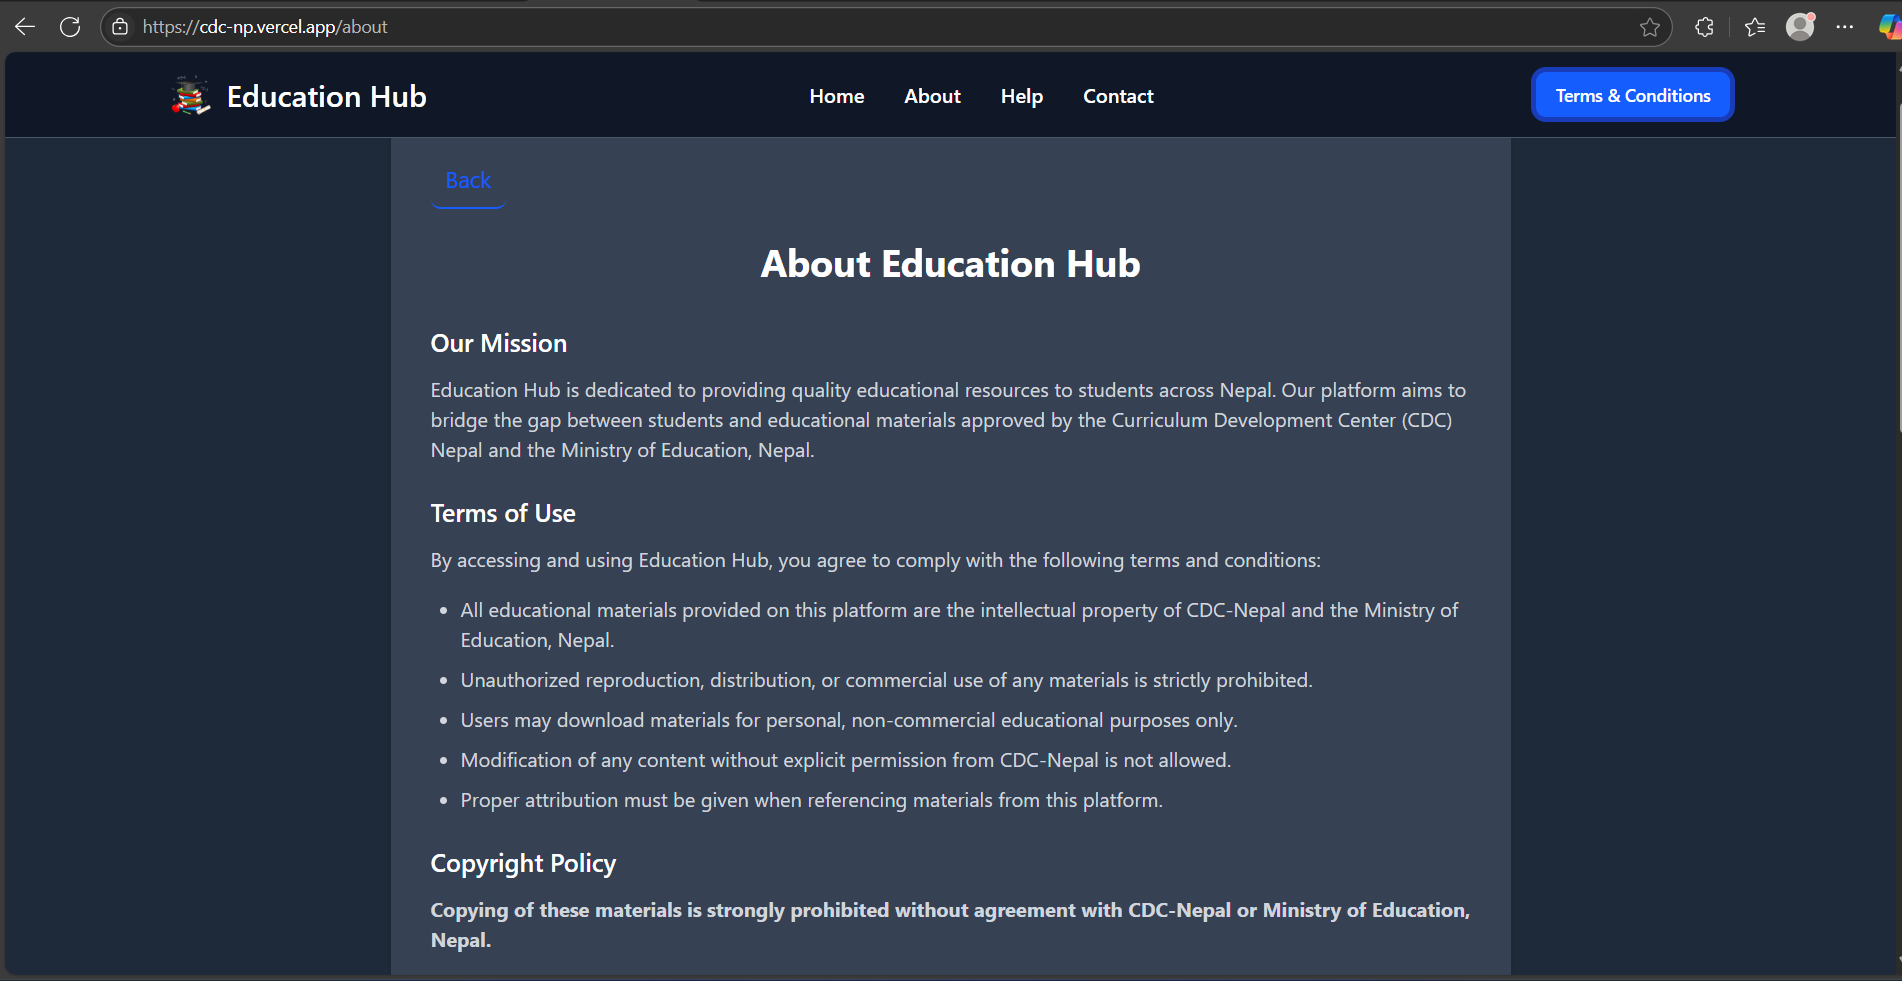 https://cdc-np.vercel.app/about
Education Hub
Home About Help Contact
Terms & Conditions
Back
About Education Hub
Our Mission
Education Hub is dedicated to providing quality educational resources to students across Nepal. Our platform aims to
bridge the gap between students and educational materials approved by the Curriculum Development Center (CDC)
Nepal and the Ministry of Education, Nepal.
Terms of Use
By accessing and using Education Hub, you agree to comply with the following terms and conditions:
• All educational materials provided on this platform are the intellectual property of CDC-Nepal and the Ministry of
Education, Nepal.
• Unauthorized reproduction, distribution, or commercial use of any materials is strictly prohibited.
• Users may download materials for personal, non-commercial educational purposes only.
• Modification of any content without explicit permission from CDC-Nepal is not allowed.
• Proper attribution must be given when referencing materials from this platform.
Copyright Policy
Copying of these materials is strongly prohibited without agreement with CDC-Nepal or Ministry of Education,
Nepal.